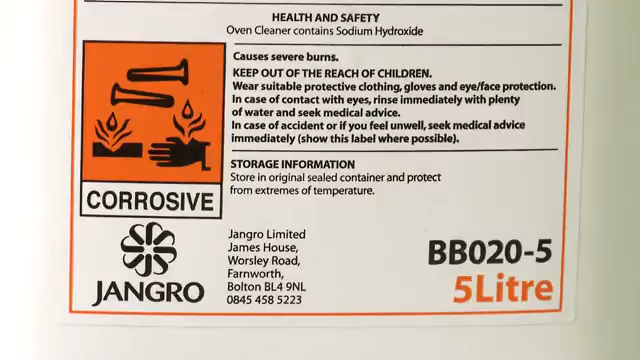 HEALTH AND SAFETY
Oven Cleaner contains Sodium Hydroxide
Causes severe burns.
KEEP OUT OF THE REACH OF CHILDREN.
Wear suitable protective clothing, gloves and eye/face protection.
In case of contact with eyes, rinse immediately with plenty
of water and seek medical advice.
In case of accident or if you feel unwell, seek medical advice
immediately (show this label where possible).
STORAGE INFORMATION
Store in original sealed container and protect
from extremes of temperature.
CORROSIVE
JANGRO
Jangro Limited
James House,
Worsley Road,
Farnworth,
Bolton BL4 9NL
0845 458 5223
BB020-5
5Litre